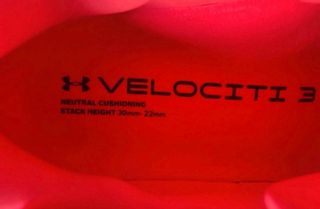 VELOCITI 3
NEUTRAL CUSHIONING
STACK HEIGHT 30mm- 22mm